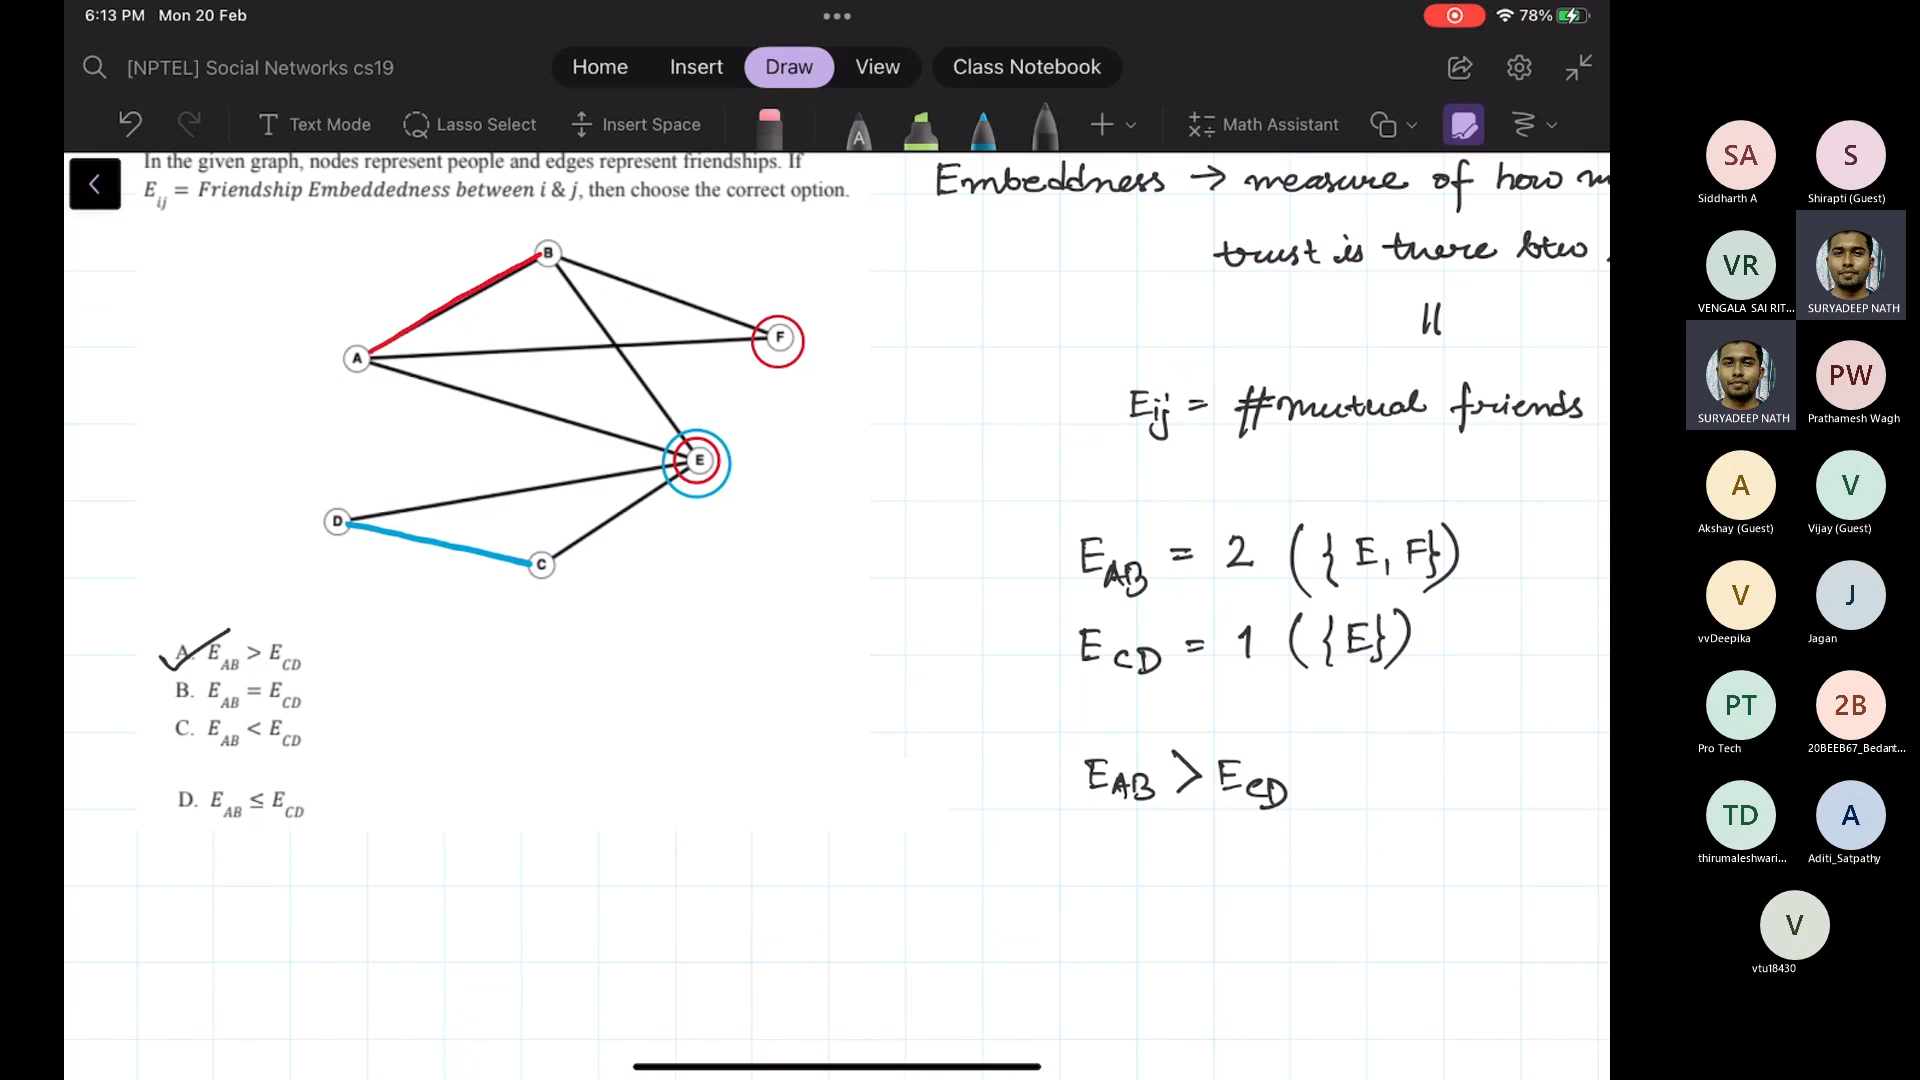 6:13 PM Mon 20 Feb
78%
[NPTEL] Social Networks cs19
Home Insert Draw View Class Notebook
Text Mode Lasso Select Insert Space Math Assistant
In the given graph, nodes represent people and edges represent friendships. If
E_ij = Friendship Embeddedness between i & j, then choose the correct option.
B
F
A
E
D
C
A. E_AB > E_CD
B. E_AB = E_CD
C. E_AB < E_CD
D. E_AB ≤ E_CD
Embeddness → measure of how
trust is there btw
Eij = #mutual friends
E_AB = 2 ({E, F})
E_CD = 1 ({E})
E_AB > E_CD
SA S
Siddharth A Shirapti (Guest)
VR
VENGALA SAI RIT... SURYADEEP NATH
PW
SURYADEEP NATH Prathamesh Wagh
A V
Akshay (Guest) Vijay (Guest)
V J
vvDeepika Jagan
PT 2B
Pro Tech 20BEEB67_Bedant...
TD A
thirumaleshwari... Aditi_Satpathy
V
vtu18430